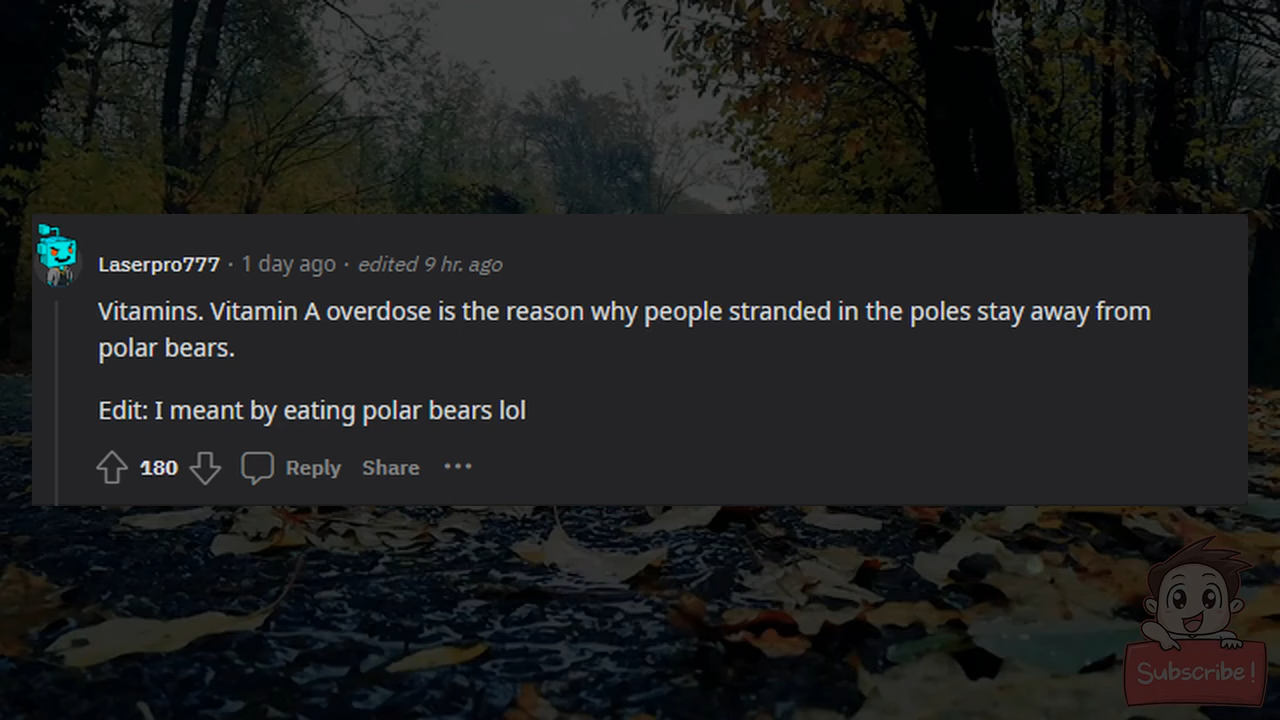 Laserpro777 · 1 day ago · edited 9 hr. ago
Vitamins. Vitamin A overdose is the reason why people stranded in the poles stay away from
polar bears.
Edit: I meant by eating polar bears lol
180 Reply Share ···
Subscribe!